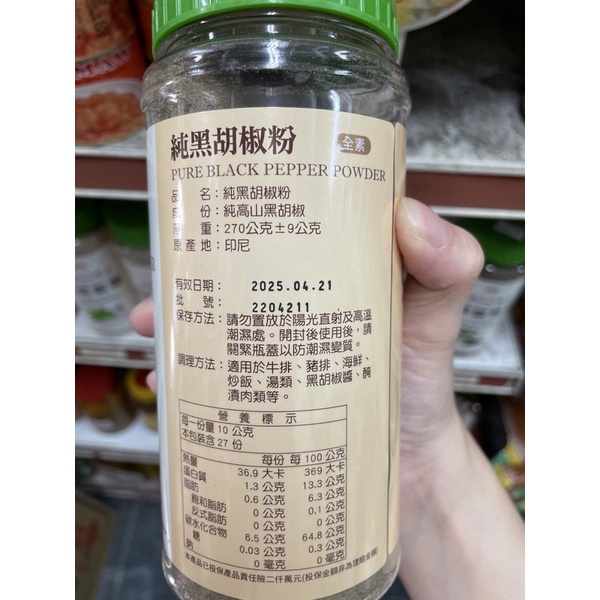 純黑胡椒粉 全素
PURE BLACK PEPPER POWDER
品名：純黑胡椒粉
成份：純高山黑胡椒
淨重：270公克±9公克
原產地：印尼
有效日期： 2025.04.21
批號： 2204211
保存方法：請勿置放於陽光直射及高溫
潮濕處。開封後使用後，請
關緊瓶蓋以防潮濕變質。
調理方法：適用於牛排、豬排、海鮮、
炒飯、湯類、黑胡椒醬、醃
漬肉類等。
營養標示
每一份量 10 公克
本包裝含 27 份
每份 每 100 公克
熱量 36.9 大卡 369 大卡
蛋白質 1.3 公克 13.3 公克
脂肪 0.6 公克 6.3 公克
飽和脂肪 0 公克 0.1 公克
反式脂肪 0 公克 0 公克
碳水化合物 6.5 公克 64.8 公克
糖 0.03 公克 0.3 公克
鈉 0 毫克 0 毫克
本產品已投保產品責任險二仟萬元(投保金額非為理賠金額)